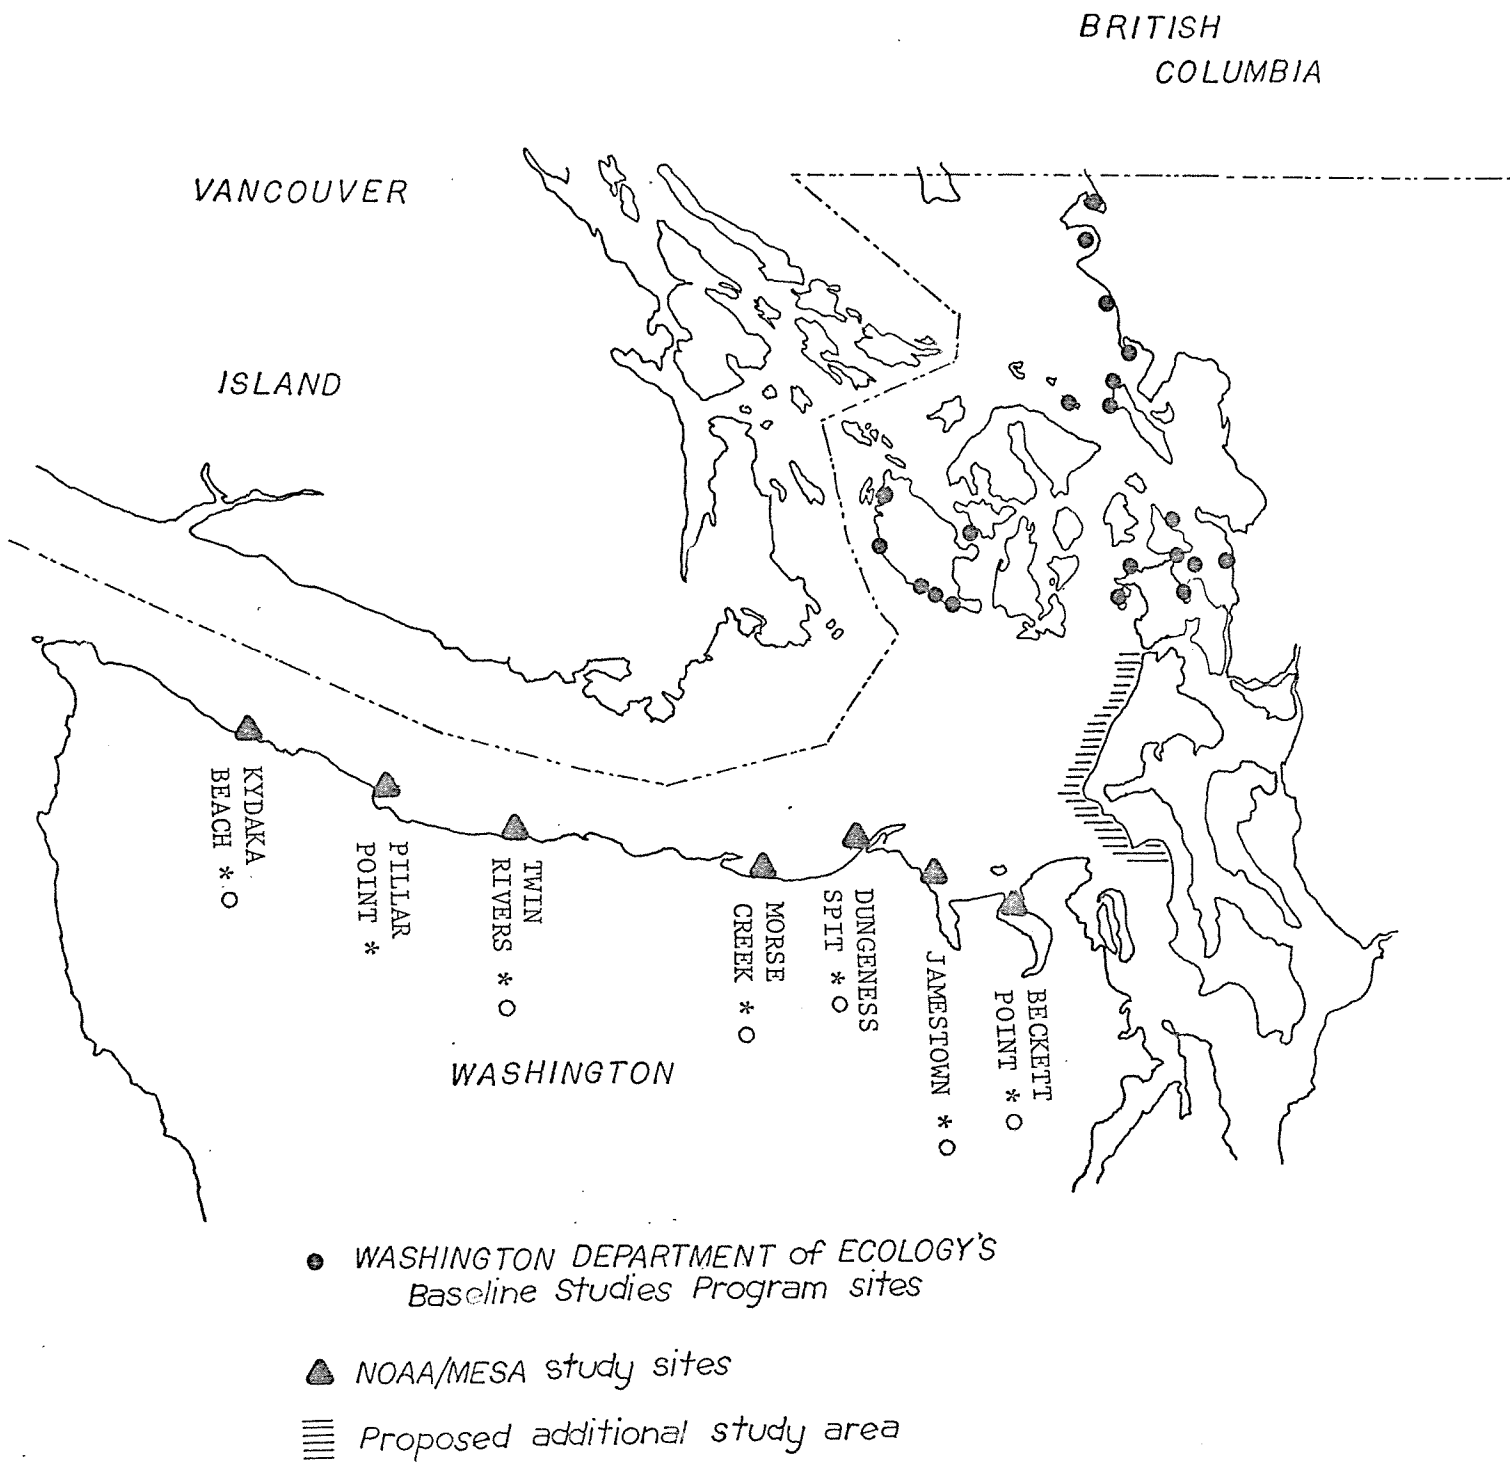 BRITISH
COLUMBIA
VANCOUVER
ISLAND
KYDAKA
BEACH * O
PILLAR
POINT *
TWIN
RIVERS * O
MORSE
CREEK * O
DUNGENESS
SPIT * O
JAMESTOWN * O
BECKETT
POINT * O
WASHINGTON
WASHINGTON DEPARTMENT of ECOLOGY'S
Baseline Studies Program sites
NOAA/MESA study sites
Proposed additional study area